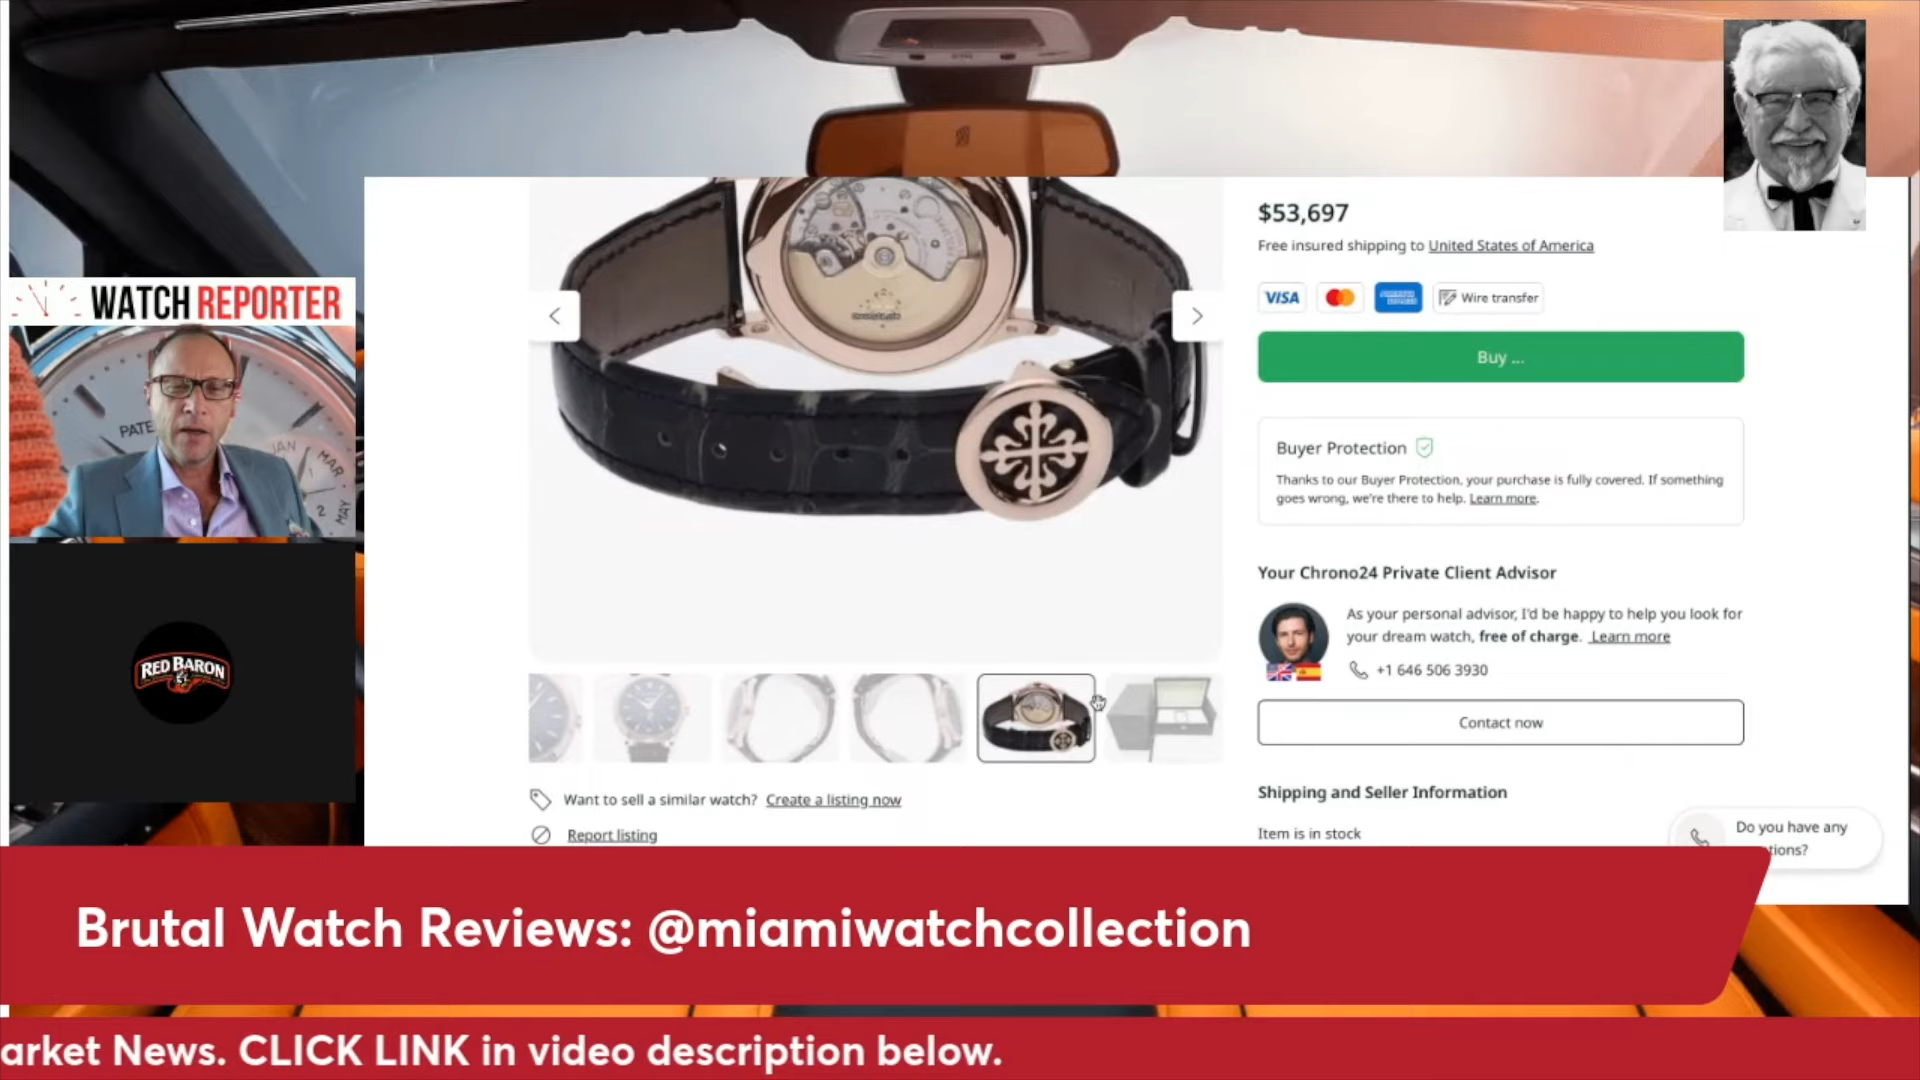 WATCH REPORTER
PATE
JAN
MAR
1
2
MAY
RED BARON
$53,697
Free insured shipping to United States of America
VISA
AMERICAN EXPRESS
Wire transfer
Buy ...
Buyer Protection
Thanks to our Buyer Protection, your purchase is fully covered. If something
goes wrong, we're there to help. Learn more.
Your Chrono24 Private Client Advisor
As your personal advisor, I'd be happy to help you look for
your dream watch, free of charge. Learn more
+1 646 506 3930
Contact now
Want to sell a similar watch? Create a listing now
Report listing
Shipping and Seller Information
Item is in stock
Do you have any
tions?
Brutal Watch Reviews: @miamiwatchcollection
arket News. CLICK LINK in video description below.